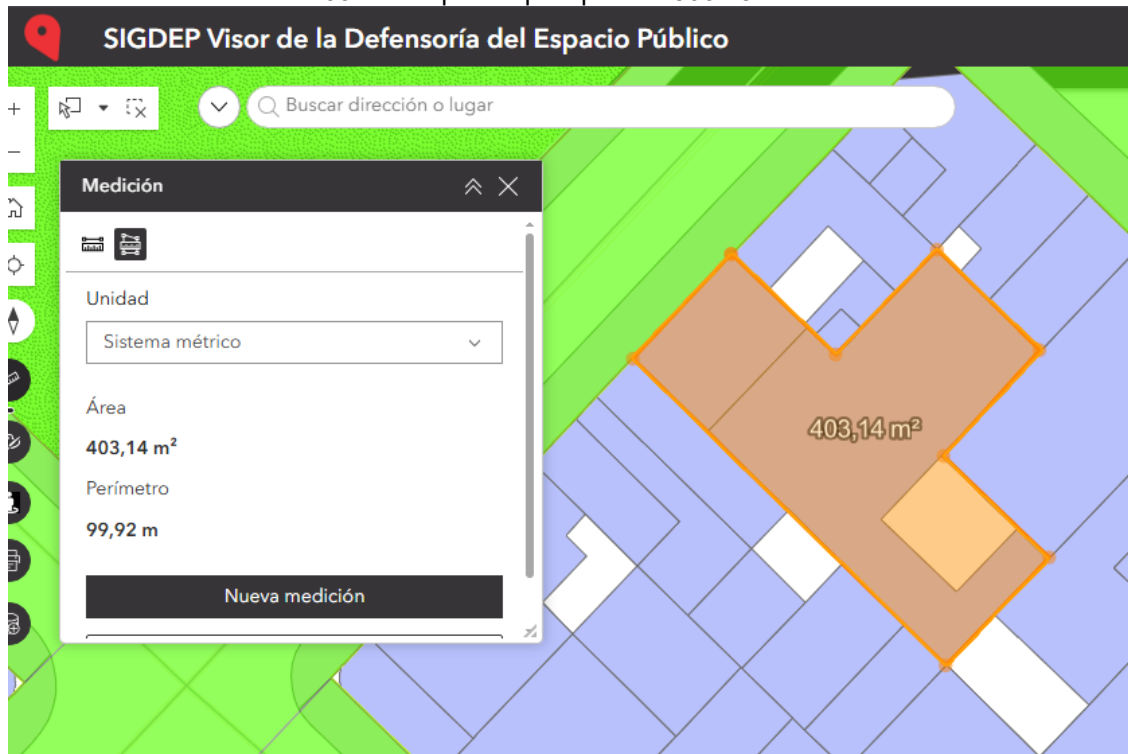 SIGDEP Visor de la Defensoría del Espacio Público
Buscar dirección o lugar
Medición
Unidad
Sistema métrico
Área
403,14 m²
Perímetro
99,92 m
Nueva medición
403,14 m²